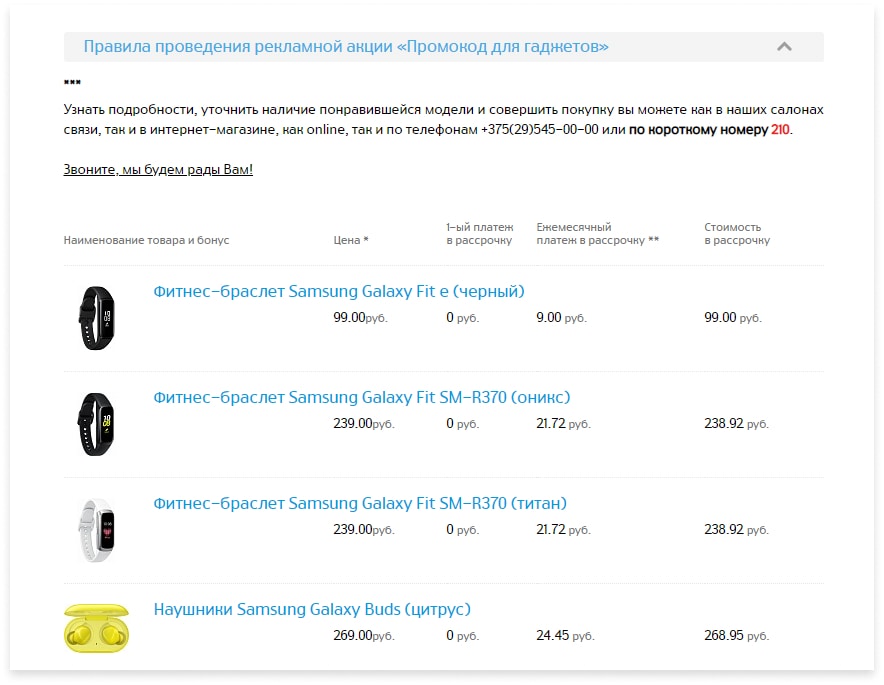 Правила проведения рекламной акции «Промокод для гаджетов»
***
Узнать подробности, уточнить наличие понравившейся модели и совершить покупку вы можете как в наших салонах
связи, так и в интернет-магазине, как online, так и по телефонам +375(29)545-00-00 или по короткому номеру 210.
Звоните, мы будем рады Вам!
Наименование товара и бонус Цена * 1-ый платеж в рассрочку Ежемесячный платеж в рассрочку ** Стоимость в рассрочку
Фитнес-браслет Samsung Galaxy Fit e (черный)
99.00руб. 0 руб. 9.00 руб. 99.00 руб.
Фитнес-браслет Samsung Galaxy Fit SM-R370 (оникс)
239.00руб. 0 руб. 21.72 руб. 238.92 руб.
Фитнес-браслет Samsung Galaxy Fit SM-R370 (титан)
239.00руб. 0 руб. 21.72 руб. 238.92 руб.
Наушники Samsung Galaxy Buds (цитрус)
269.00руб. 0 руб. 24.45 руб. 268.95 руб.